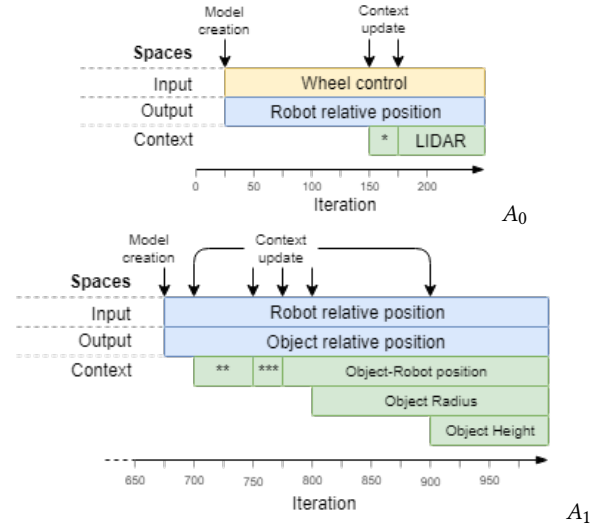 Model creation
Context update
Spaces
Input
Wheel control
Output
Robot relative position
Context
*
LIDAR
0 50 100 150 200
Iteration
A0
Model creation
Context update
Spaces
Input
Robot relative position
Output
Object relative position
Context
**
***
Object-Robot position
Object Radius
Object Height
650 700 750 800 850 900 950
Iteration
A1